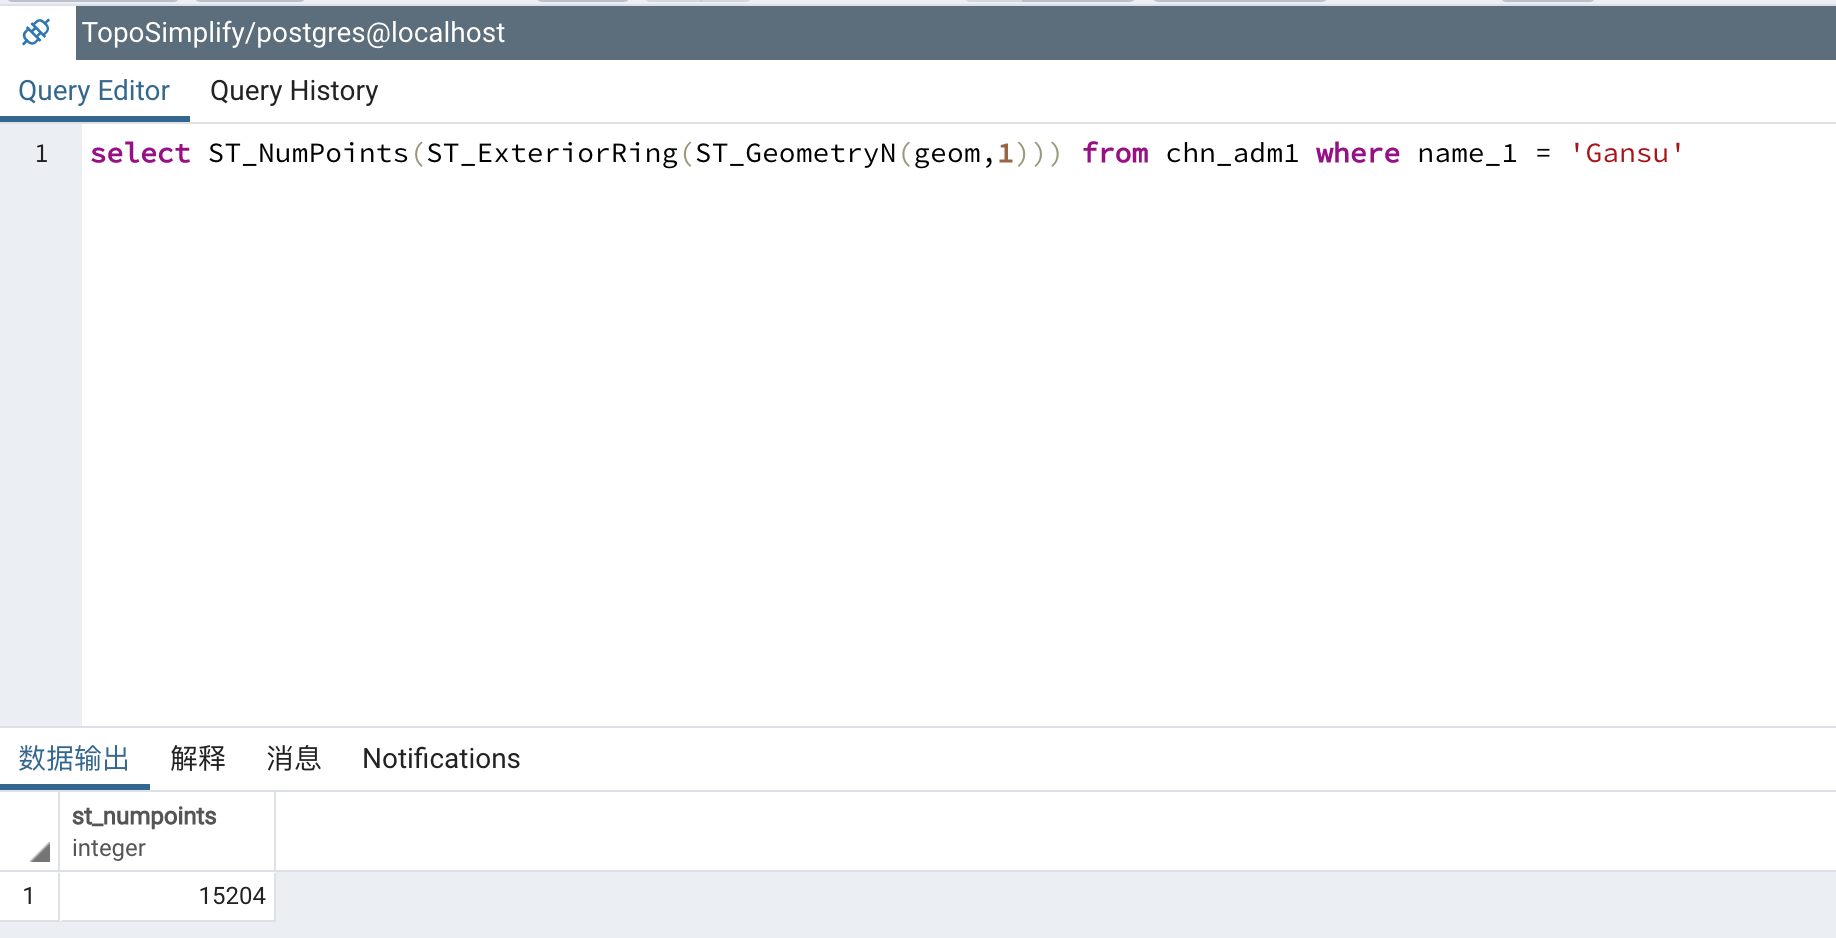 TopoSimplify/postgres@localhost
Query Editor Query History
1 select ST_NumPoints(ST_ExteriorRing(ST_GeometryN(geom,1))) from chn_adm1 where name_1 = 'Gansu'
数据输出 解释 消息 Notifications
st_numpoints
integer
1 15204